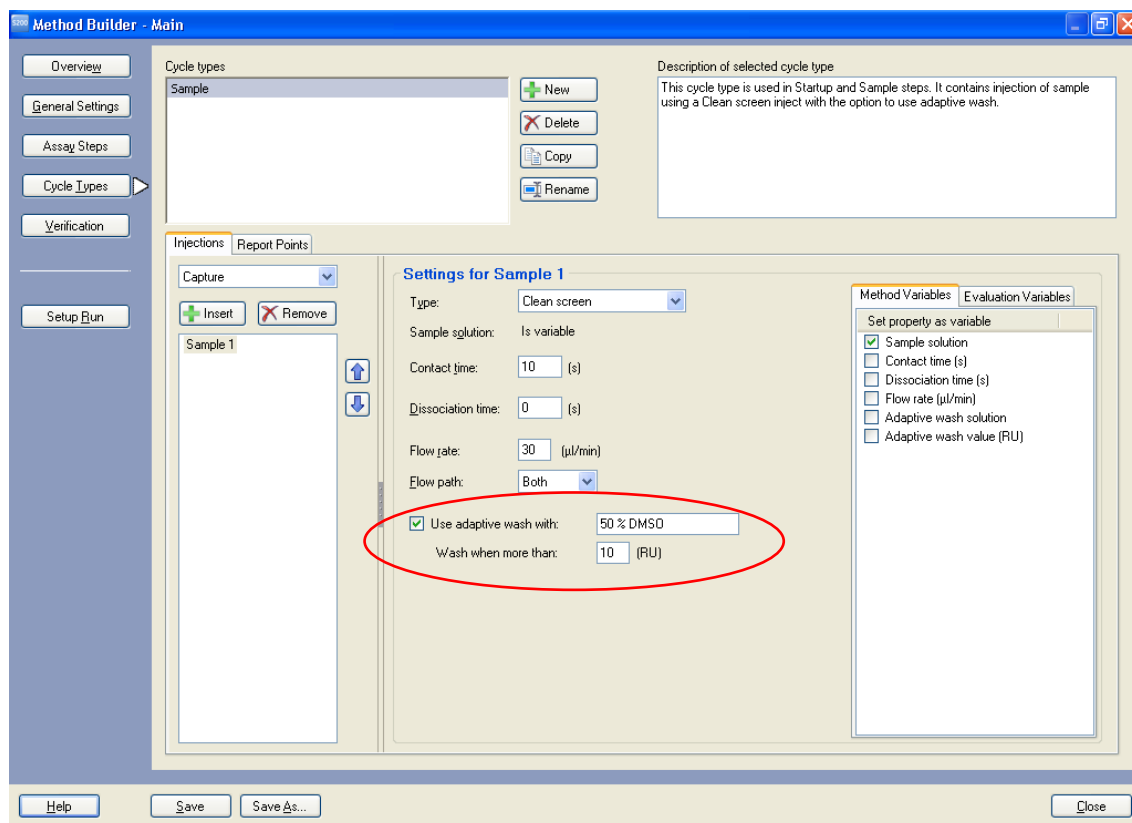 S200 Method Builder - Main
Overview
General Settings
Assay Steps
Cycle Types
Verification
Setup Run
Cycle types
Sample
New
Delete
Copy
Rename
Description of selected cycle type
This cycle type is used in Startup and Sample steps. It contains injection of sample
using a Clean screen inject with the option to use adaptive wash.
Injections
Report Points
Capture
Insert
Remove
Sample 1
Settings for Sample 1
Type: Clean screen
Sample solution: Is variable
Contact time: 10 (s)
Dissociation time: 0 (s)
Flow rate: 30 (µl/min)
Flow path: Both
Use adaptive wash with: 50 % DMSO
Wash when more than: 10 (RU)
Method Variables
Evaluation Variables
Set property as variable
Sample solution
Contact time (s)
Dissociation time (s)
Flow rate (µl/min)
Adaptive wash solution
Adaptive wash value (RU)
Help
Save
Save As...
Close